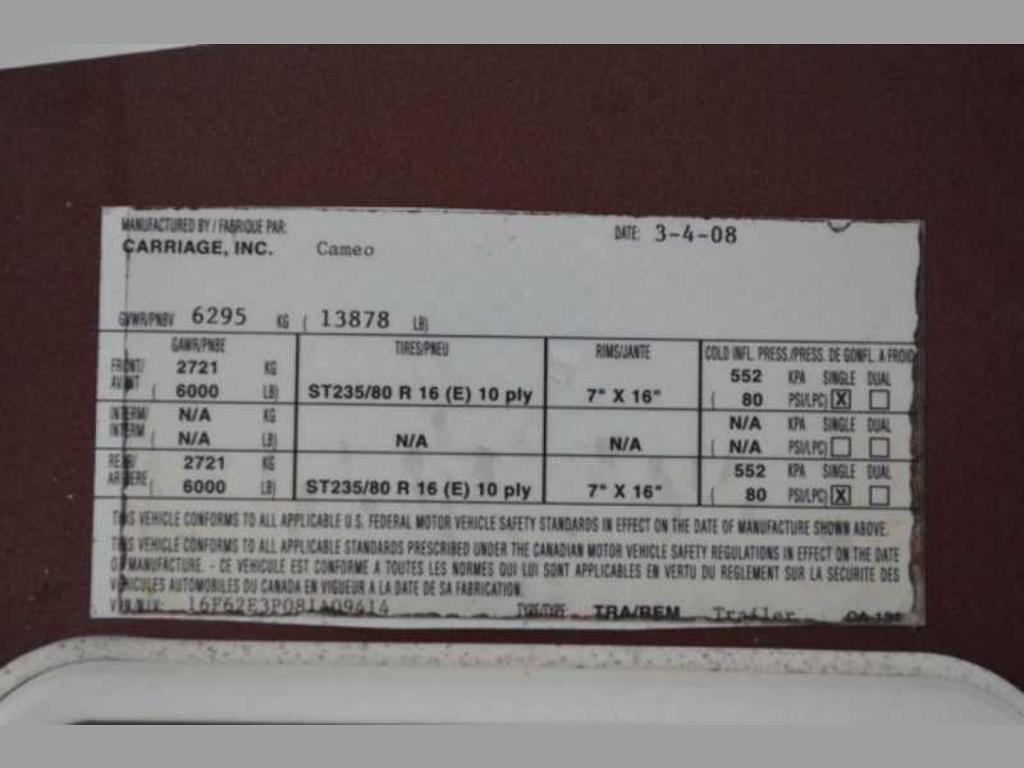 MANUFACTURED BY / FABRIQUE PAR:
CARRIAGE, INC. Cameo DATE: 3-4-08
GVWR/PNBV 6295 KG ( 13878 LB)
GAWR/PNBE TIRES/PNEU RIMS/JANTE COLD INFL. PRESS./PRESS. DE GONFL. A FROID
FRONT/ 2721 KG 552 KPA SINGLE DUAL
AVANT ( 6000 LB) ST235/80 R 16 (E) 10 ply 7" X 16" ( 80 PSI/LPC) X
INTERM/ N/A KG N/A KPA SINGLE DUAL
INTERM ( N/A LB) N/A N/A ( N/A PSI/LPC)
REAR/ 2721 KG 552 KPA SINGLE DUAL
ARRIERE ( 6000 LB) ST235/80 R 16 (E) 10 ply 7" X 16" ( 80 PSI/LPC) X
THIS VEHICLE CONFORMS TO ALL APPLICABLE U.S. FEDERAL MOTOR VEHICLE SAFETY STANDARDS IN EFFECT ON THE DATE OF MANUFACTURE SHOWN ABOVE.
THIS VEHICLE CONFORMS TO ALL APPLICABLE STANDARDS PRESCRIBED UNDER THE CANADIAN MOTOR VEHICLE SAFETY REGULATIONS IN EFFECT ON THE DATE
OF MANUFACTURE. - CE VEHICULE EST CONFORME A TOUTES LES NORMES QUI LUI SONT APPLICABLES EN VERTU DU REGLEMENT SUR LA SECURITE DES
VEHICULES AUTOMOBILES DU CANADA EN VIGUEUR A LA DATE DE SA FABRICATION.
V.I.N./N.I.V.: 16F62E3P081A09414 TYPE/TYPE: TRA/REM Trailer